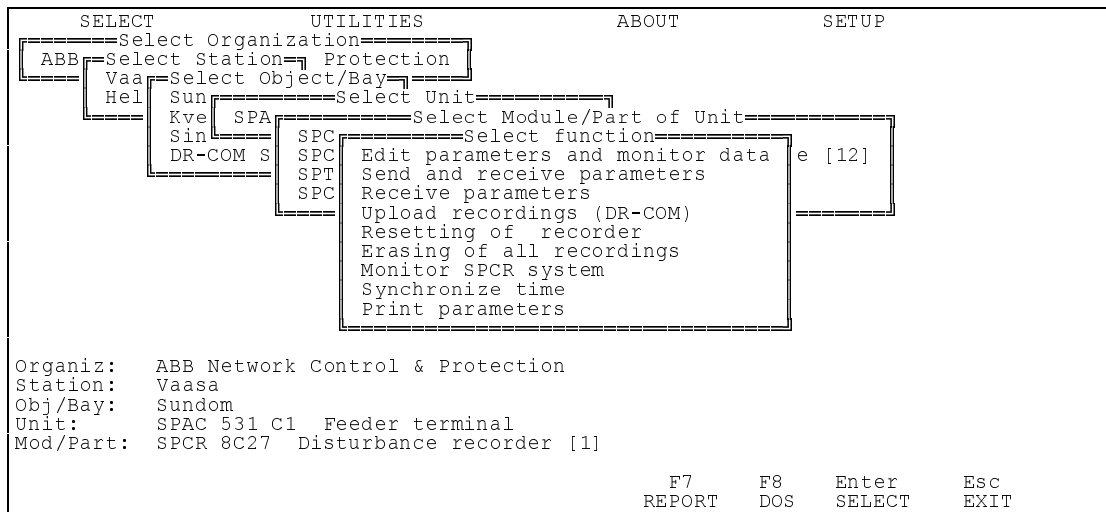 SELECT UTILITIES ABOUT SETUP
Select Organization
ABB Select Station Protection
Vaa Select Object/Bay
Hel Sun Select Unit
Kve SPA Select Module/Part of Unit
Sin SPC Select function
DR-COM S SPC Edit parameters and monitor data e [12]
SPT Send and receive parameters
SPC Receive parameters
Upload recordings (DR-COM)
Resetting of recorder
Erasing of all recordings
Monitor SPCR system
Synchronize time
Print parameters
Organiz: ABB Network Control & Protection
Station: Vaasa
Obj/Bay: Sundom
Unit: SPAC 531 C1 Feeder terminal
Mod/Part: SPCR 8C27 Disturbance recorder [1]
F7 F8 Enter Esc
REPORT DOS SELECT EXIT